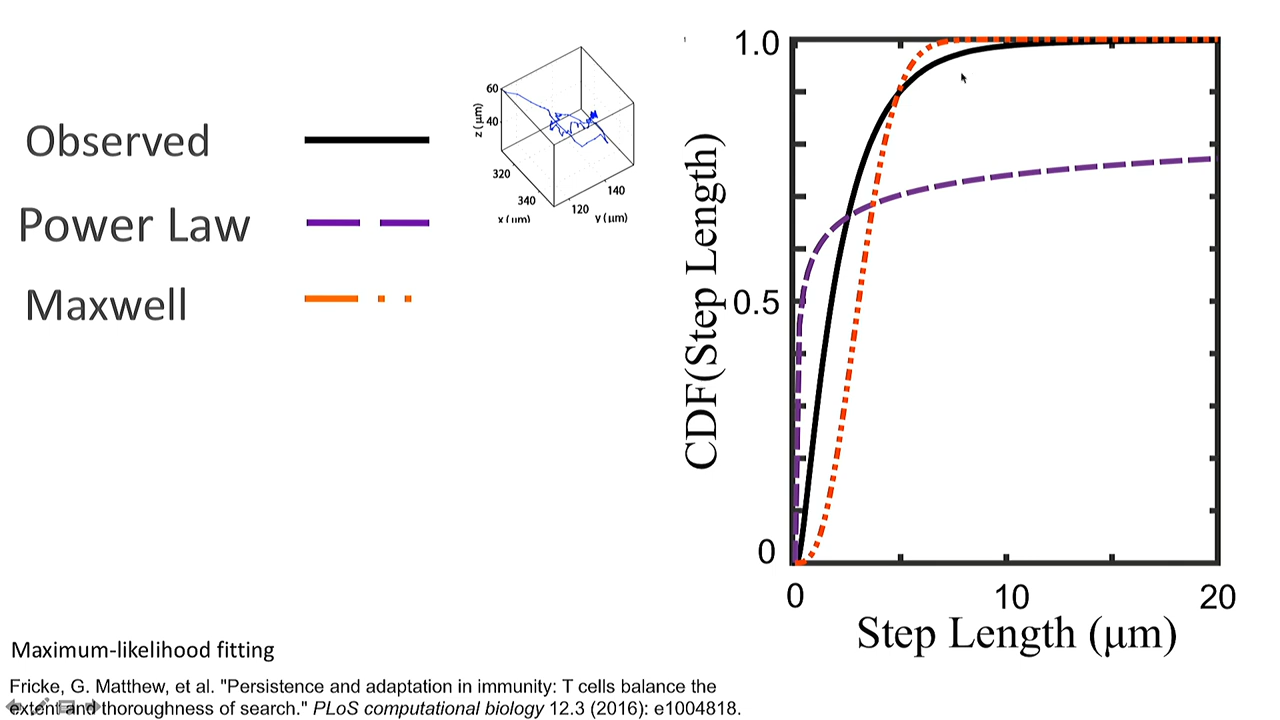 Observed
Power Law
Maxwell
60
40
z (μm)
320
340
x (μm)
120
140
y (μm)
1.0
0.5
0
CDF(Step Length)
0
10
20
Step Length (μm)
Maximum-likelihood fitting
Fricke, G. Matthew, et al. "Persistence and adaptation in immunity: T cells balance the
extent and thoroughness of search." PLoS computational biology 12.3 (2016): e1004818.